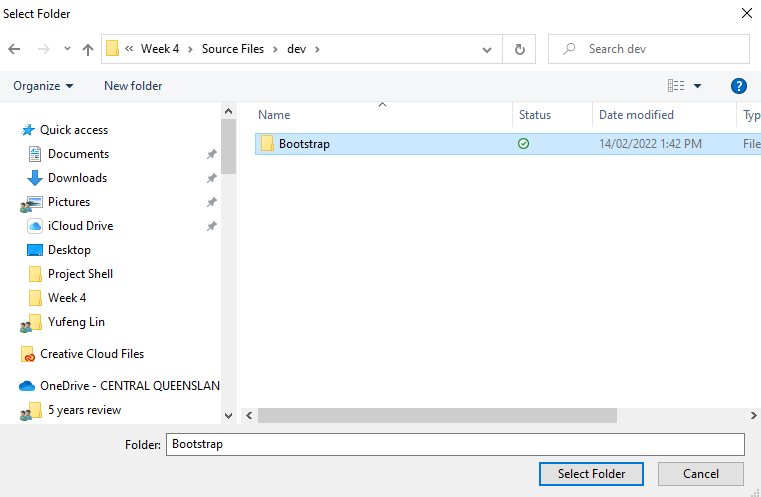 Select Folder
« Week 4 > Source Files > dev >
Search dev
Organize
New folder
?
Name
Status
Date modified
Typ
Quick access
Documents
Downloads
Pictures
iCloud Drive
Desktop
Project Shell
Week 4
Yufeng Lin
Creative Cloud Files
OneDrive - CENTRAL QUEENSLAN
5 years review
Bootstrap
14/02/2022 1:42 PM
File
Folder:
Bootstrap
Select Folder
Cancel